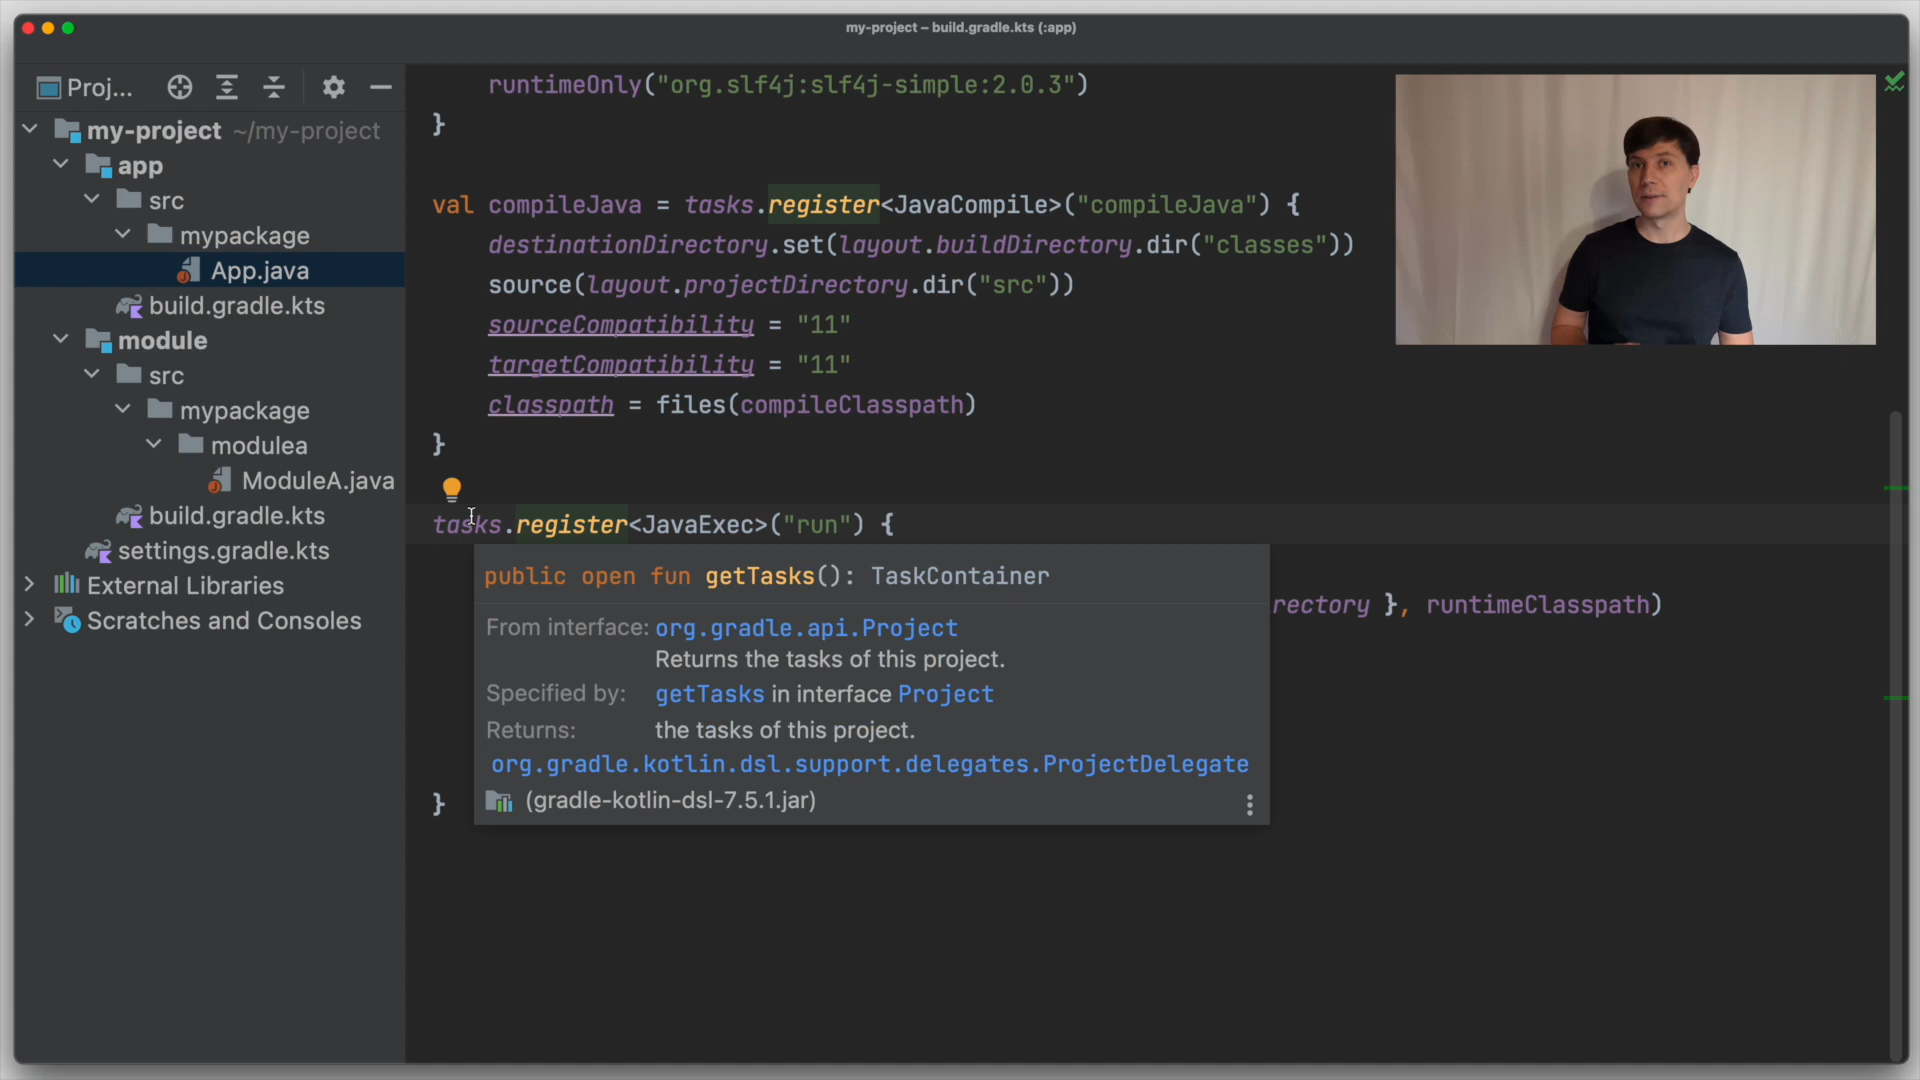 my-project – build.gradle.kts (:app)
Proj...
my-project ~/my-project
app
src
mypackage
App.java
build.gradle.kts
module
src
mypackage
modulea
ModuleA.java
build.gradle.kts
settings.gradle.kts
External Libraries
Scratches and Consoles
runtimeOnly("org.slf4j:slf4j-simple:2.0.3")
}
val compileJava = tasks.register<JavaCompile>("compileJava") {
destinationDirectory.set(layout.buildDirectory.dir("classes"))
source(layout.projectDirectory.dir("src"))
sourceCompatibility = "11"
targetCompatibility = "11"
classpath = files(compileClasspath)
}
tasks.register<JavaExec>("run") {
rectory }, runtimeClasspath)
}
public open fun getTasks(): TaskContainer
From interface: org.gradle.api.Project
Returns the tasks of this project.
Specified by: getTasks in interface Project
Returns: the tasks of this project.
org.gradle.kotlin.dsl.support.delegates.ProjectDelegate
(gradle-kotlin-dsl-7.5.1.jar)